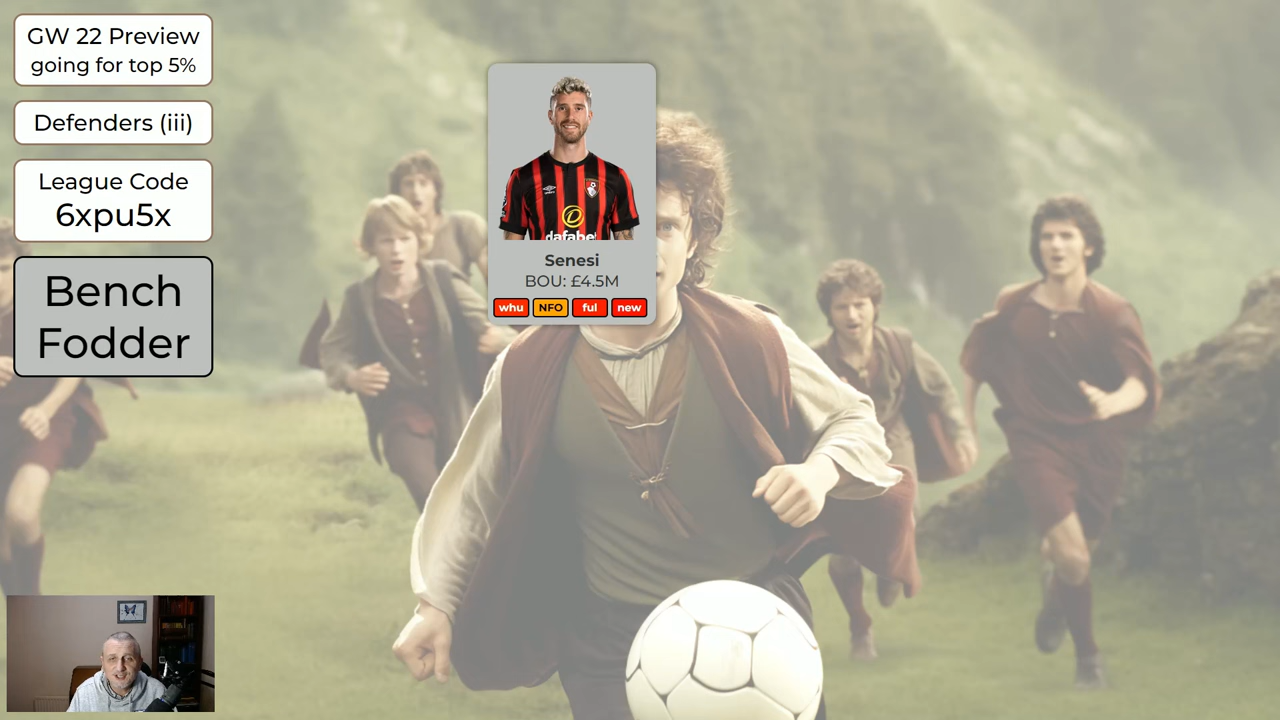 GW 22 Preview
going for top 5%
Defenders (iii)
League Code
6xpu5x
Bench
Fodder
dafabet
Senesi
BOU: £4.5M
whu NFO ful new